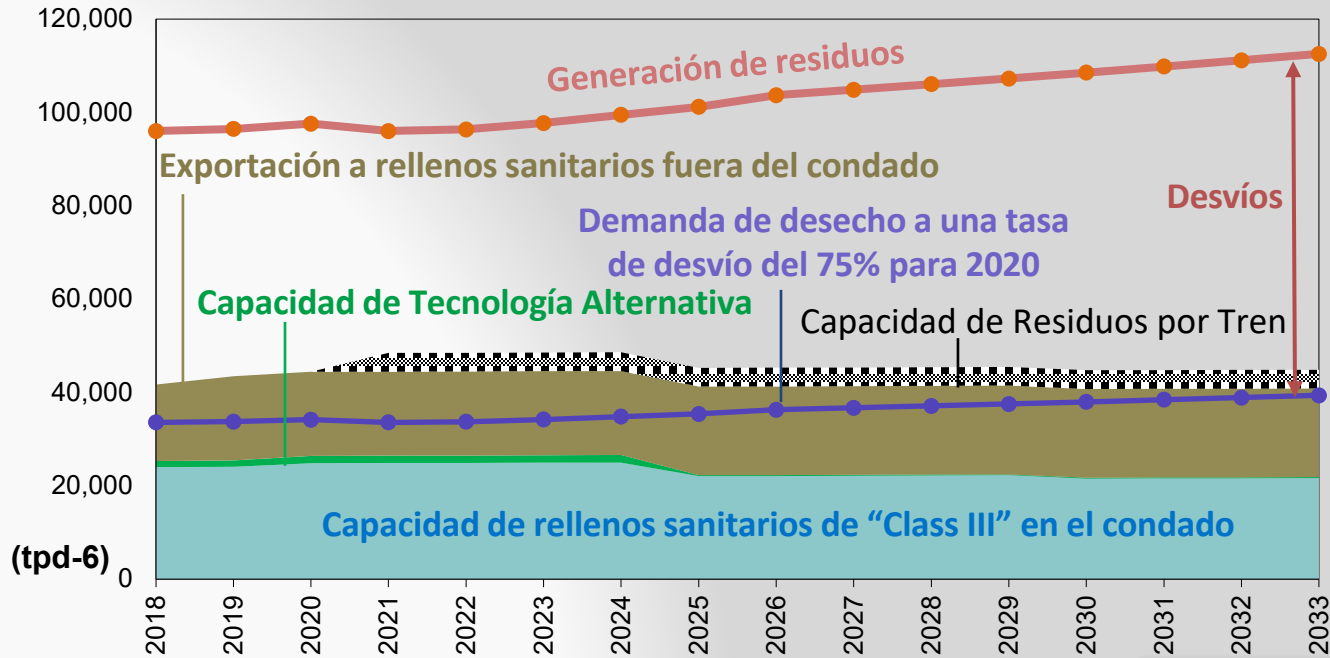 120,000
100,000
80,000
60,000
40,000
20,000
0
(tpd-6)
Generación de residuos
Exportación a rellenos sanitarios fuera del condado
Desvíos
Demanda de desecho a una tasa
de desvío del 75% para 2020
Capacidad de Tecnología Alternativa
Capacidad de Residuos por Tren
Capacidad de rellenos sanitarios de “Class III” en el condado
2018
2019
2020
2021
2022
2023
2024
2025
2026
2027
2028
2029
2030
2031
2032
2033